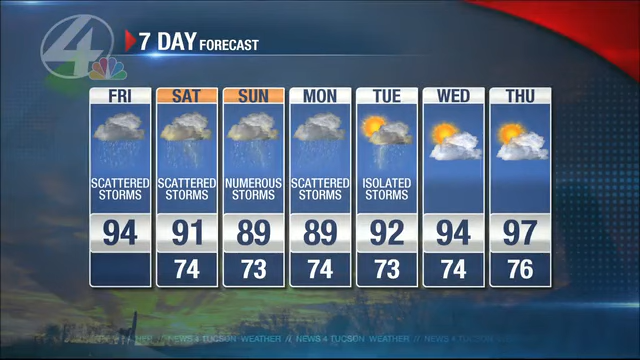 4
7 DAY FORECAST
FRI SAT SUN MON TUE WED THU
SCATTERED STORMS
SCATTERED STORMS
NUMEROUS STORMS
SCATTERED STORMS
ISOLATED STORMS
94 91 89 89 92 94 97
74 73 74 73 74 76
NEWS 4 TUCSON WEATHER // NEWS 4 TUCSON WEATHER // NEWS 4 TUCSON WEATHER